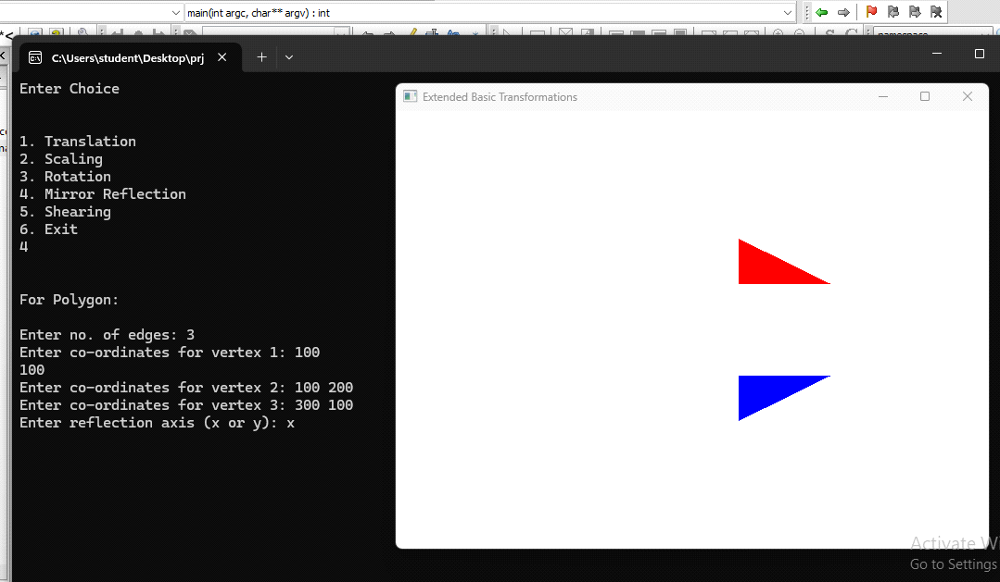 main(int argc, char** argv) : int
C:\Users\student\Desktop\prj
Enter Choice
1. Translation
2. Scaling
3. Rotation
4. Mirror Reflection
5. Shearing
6. Exit
4
For Polygon:
Enter no. of edges: 3
Enter co-ordinates for vertex 1: 100
100
Enter co-ordinates for vertex 2: 100 200
Enter co-ordinates for vertex 3: 300 100
Enter reflection axis (x or y): x
Extended Basic Transformations
Activate Wi
Go to Settings